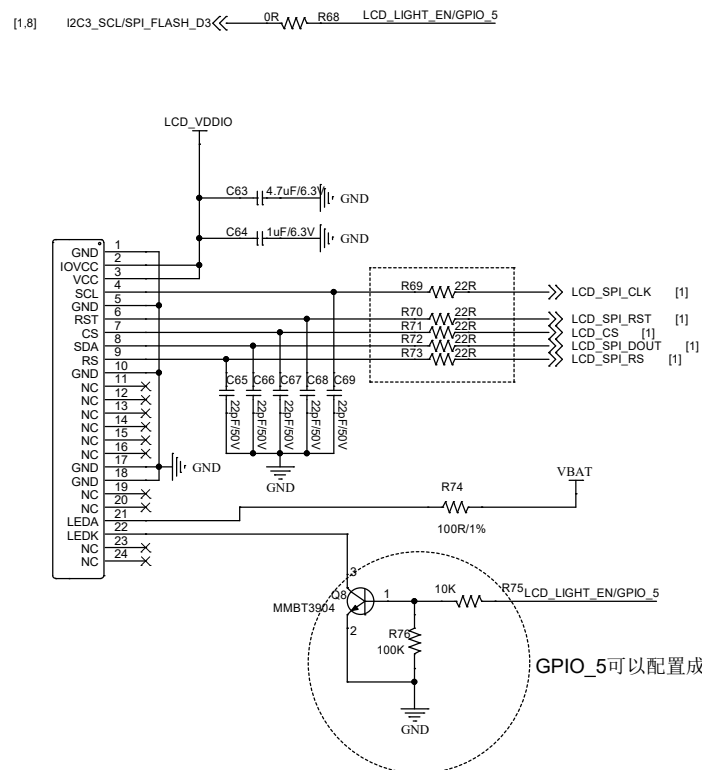 [1,8] I2C3_SCL/SPI_FLASH_D3 0R R68 LCD_LIGHT_EN/GPIO_5
LCD_VDDIO
C63 4.7uF/6.3V GND
C64 1uF/6.3V GND
GND 1
IOVCC 2
VCC 3
SCL 4 R69 22R LCD_SPI_CLK [1]
GND 5
RST 6 R70 22R LCD_SPI_RST [1]
CS 7 R71 22R LCD_CS [1]
SDA 8 R72 22R LCD_SPI_DOUT [1]
RS 9 R73 22R LCD_SPI_RS [1]
GND 10
NC 11
NC 12
NC 13
NC 14
NC 15
NC 16
GND 17 GND
GND 18
NC 19
NC 20
LEDA 21
LEDK 22
NC 23
NC 24
C65 C66 C67 C68 C69
22pF/50V 22pF/50V 22pF/50V 22pF/50V 22pF/50V
GND
VBAT
R74
100R/1%
3
Q8 1 10K R75 LCD_LIGHT_EN/GPIO_5
MMBT3904
2 R76
100K
GPIO_5可以配置成
GND